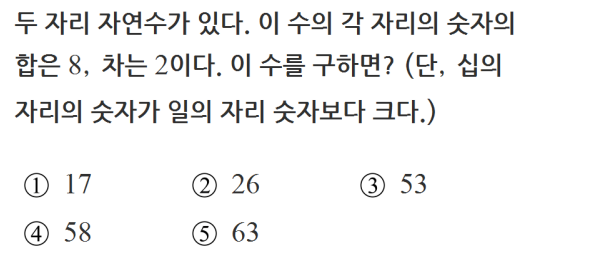 두 자리 자연수가 있다. 이 수의 각 자리의 숫자의
합은 8, 차는 2이다. 이 수를 구하면? (단, 십의
자리의 숫자가 일의 자리 숫자보다 크다.)
① 17 ② 26 ③ 53
④ 58 ⑤ 63